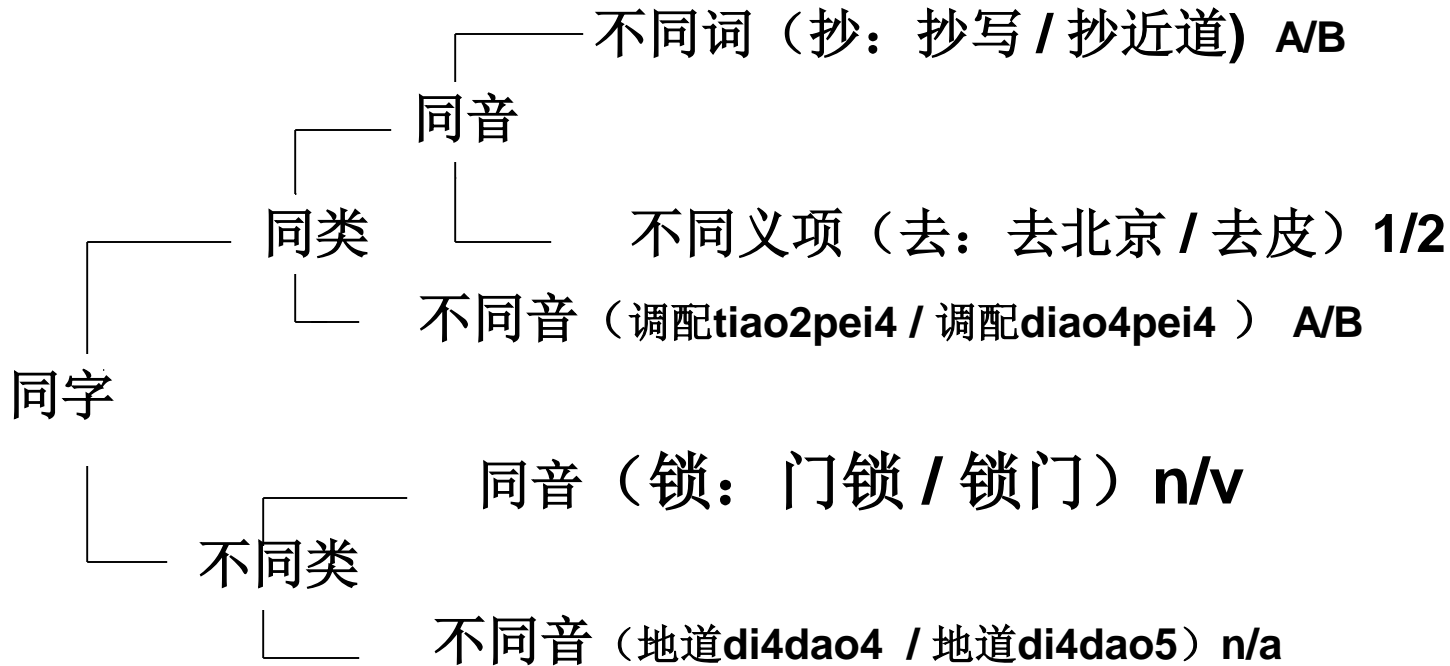 不同词（抄：抄写 / 抄近道) A/B
同音
同类
不同义项（去：去北京 / 去皮）1/2
不同音（调配tiao2pei4 / 调配diao4pei4 ） A/B
同字
同音（锁：门锁 / 锁门）n/v
不同类
不同音（地道di4dao4 / 地道di4dao5）n/a